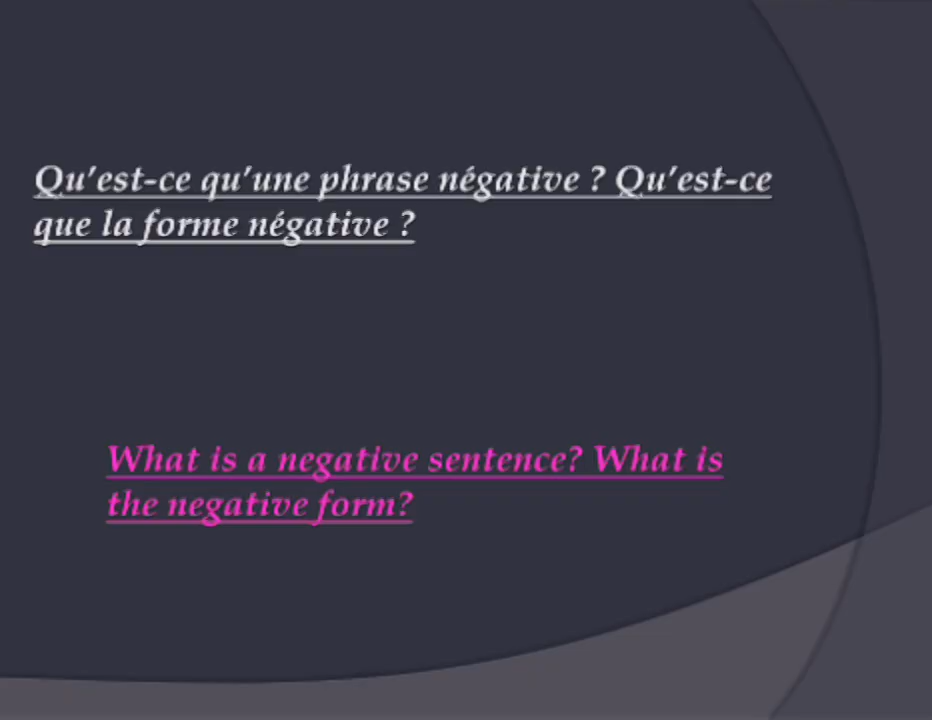 Qu’est-ce qu’une phrase négative ? Qu’est-ce
que la forme négative ?
What is a negative sentence? What is
the negative form?